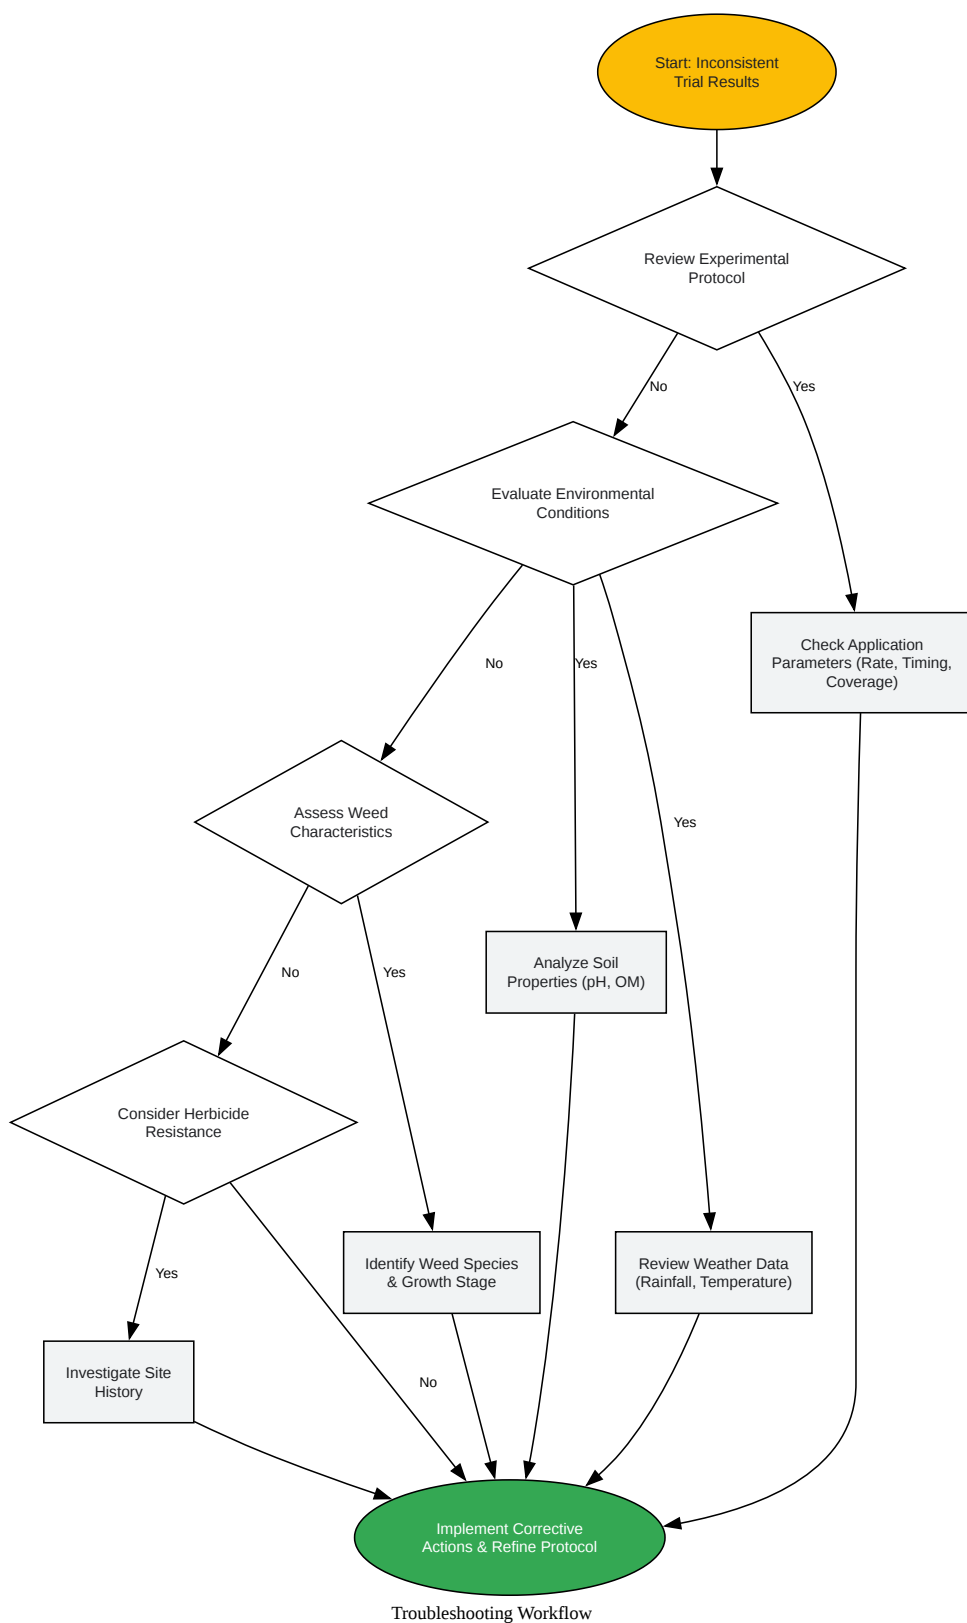 Start: Inconsistent
Trial Results
Review Experimental
Protocol
No
Yes
Evaluate Environmental
Conditions
Check Application
Parameters (Rate, Timing,
Coverage)
No
Yes
Yes
Assess Weed
Characteristics
Analyze Soil
Properties (pH, OM)
No
Yes
Consider Herbicide
Resistance
Identify Weed Species
& Growth Stage
Review Weather Data
(Rainfall, Temperature)
Yes
No
Investigate Site
History
Implement Corrective
Actions & Refine Protocol
Troubleshooting Workflow